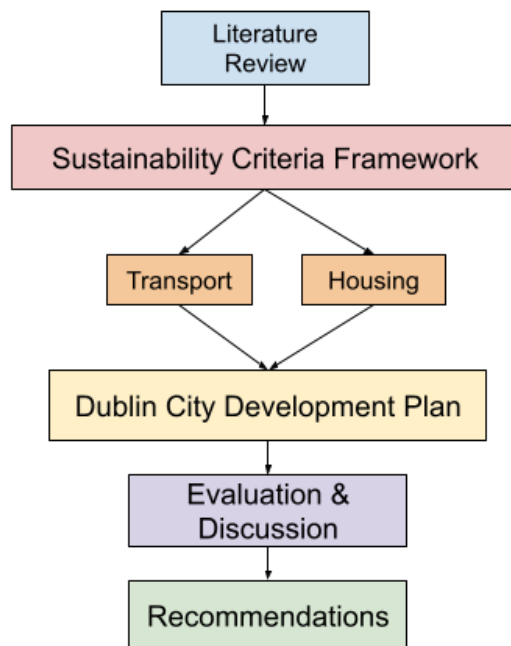 Literature
Review
Sustainability Criteria Framework
Transport
Housing
Dublin City Development Plan
Evaluation &
Discussion
Recommendations